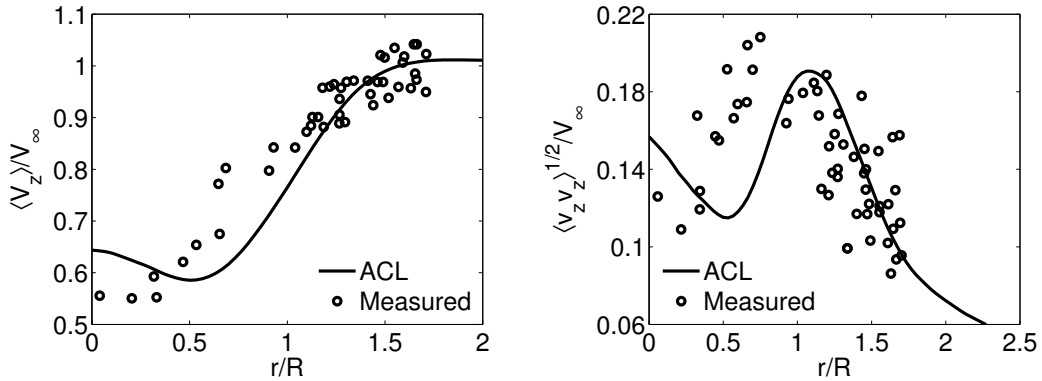 1.1
1
0.9
0.8
0.7
0.6
0.5
⟨V_z⟩/V_∞
0
0.5
1
1.5
2
r/R
ACL
Measured
0.22
0.18
0.14
0.1
0.06
⟨v_z v_z⟩^{1/2}/V_∞
0
0.5
1
1.5
2
2.5
r/R
ACL
Measured